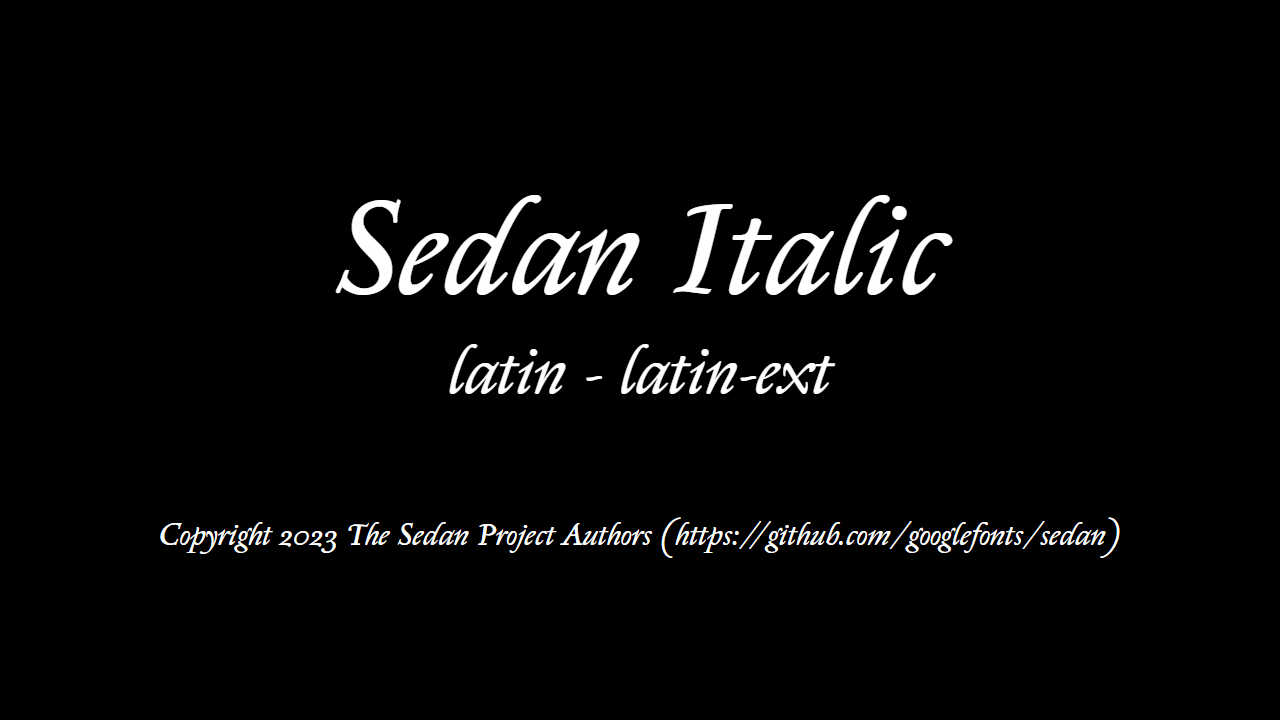 Sedan Italic
latin - latin-ext
Copyright 2023 The Sedan Project Authors (https://github.com/googlefonts/sedan)